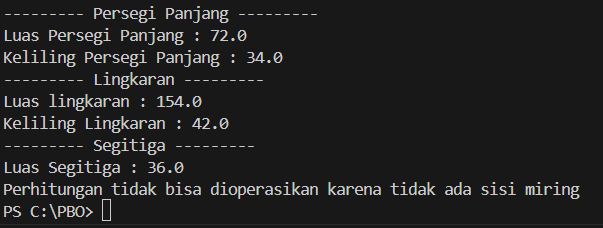 --------- Persegi Panjang ---------
Luas Persegi Panjang : 72.0
Keliling Persegi Panjang : 34.0
--------- Lingkaran ---------
Luas lingkaran : 154.0
Keliling Lingkaran : 42.0
--------- Segitiga ---------
Luas Segitiga : 36.0
Perhitungan tidak bisa dioperasikan karena tidak ada sisi miring
PS C:\PBO>